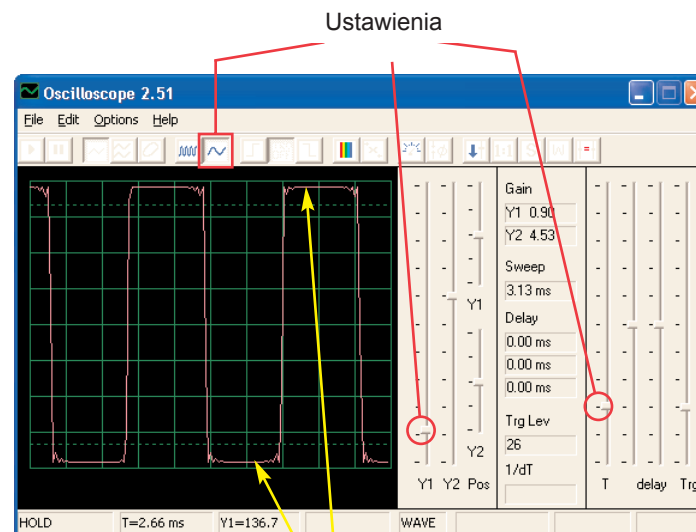 Ustawienia
Oscilloscope 2.51
File Edit Options Help
Gain
Y1 0.90
Y2 4.53
Sweep
3.13 ms
Delay
0.00 ms
0.00 ms
0.00 ms
Trg Lev
26
1/dT
Y1
Y2
Y1 Y2 Pos
T delay Trg
HOLD T=2.66 ms Y1=136.7 WAVE